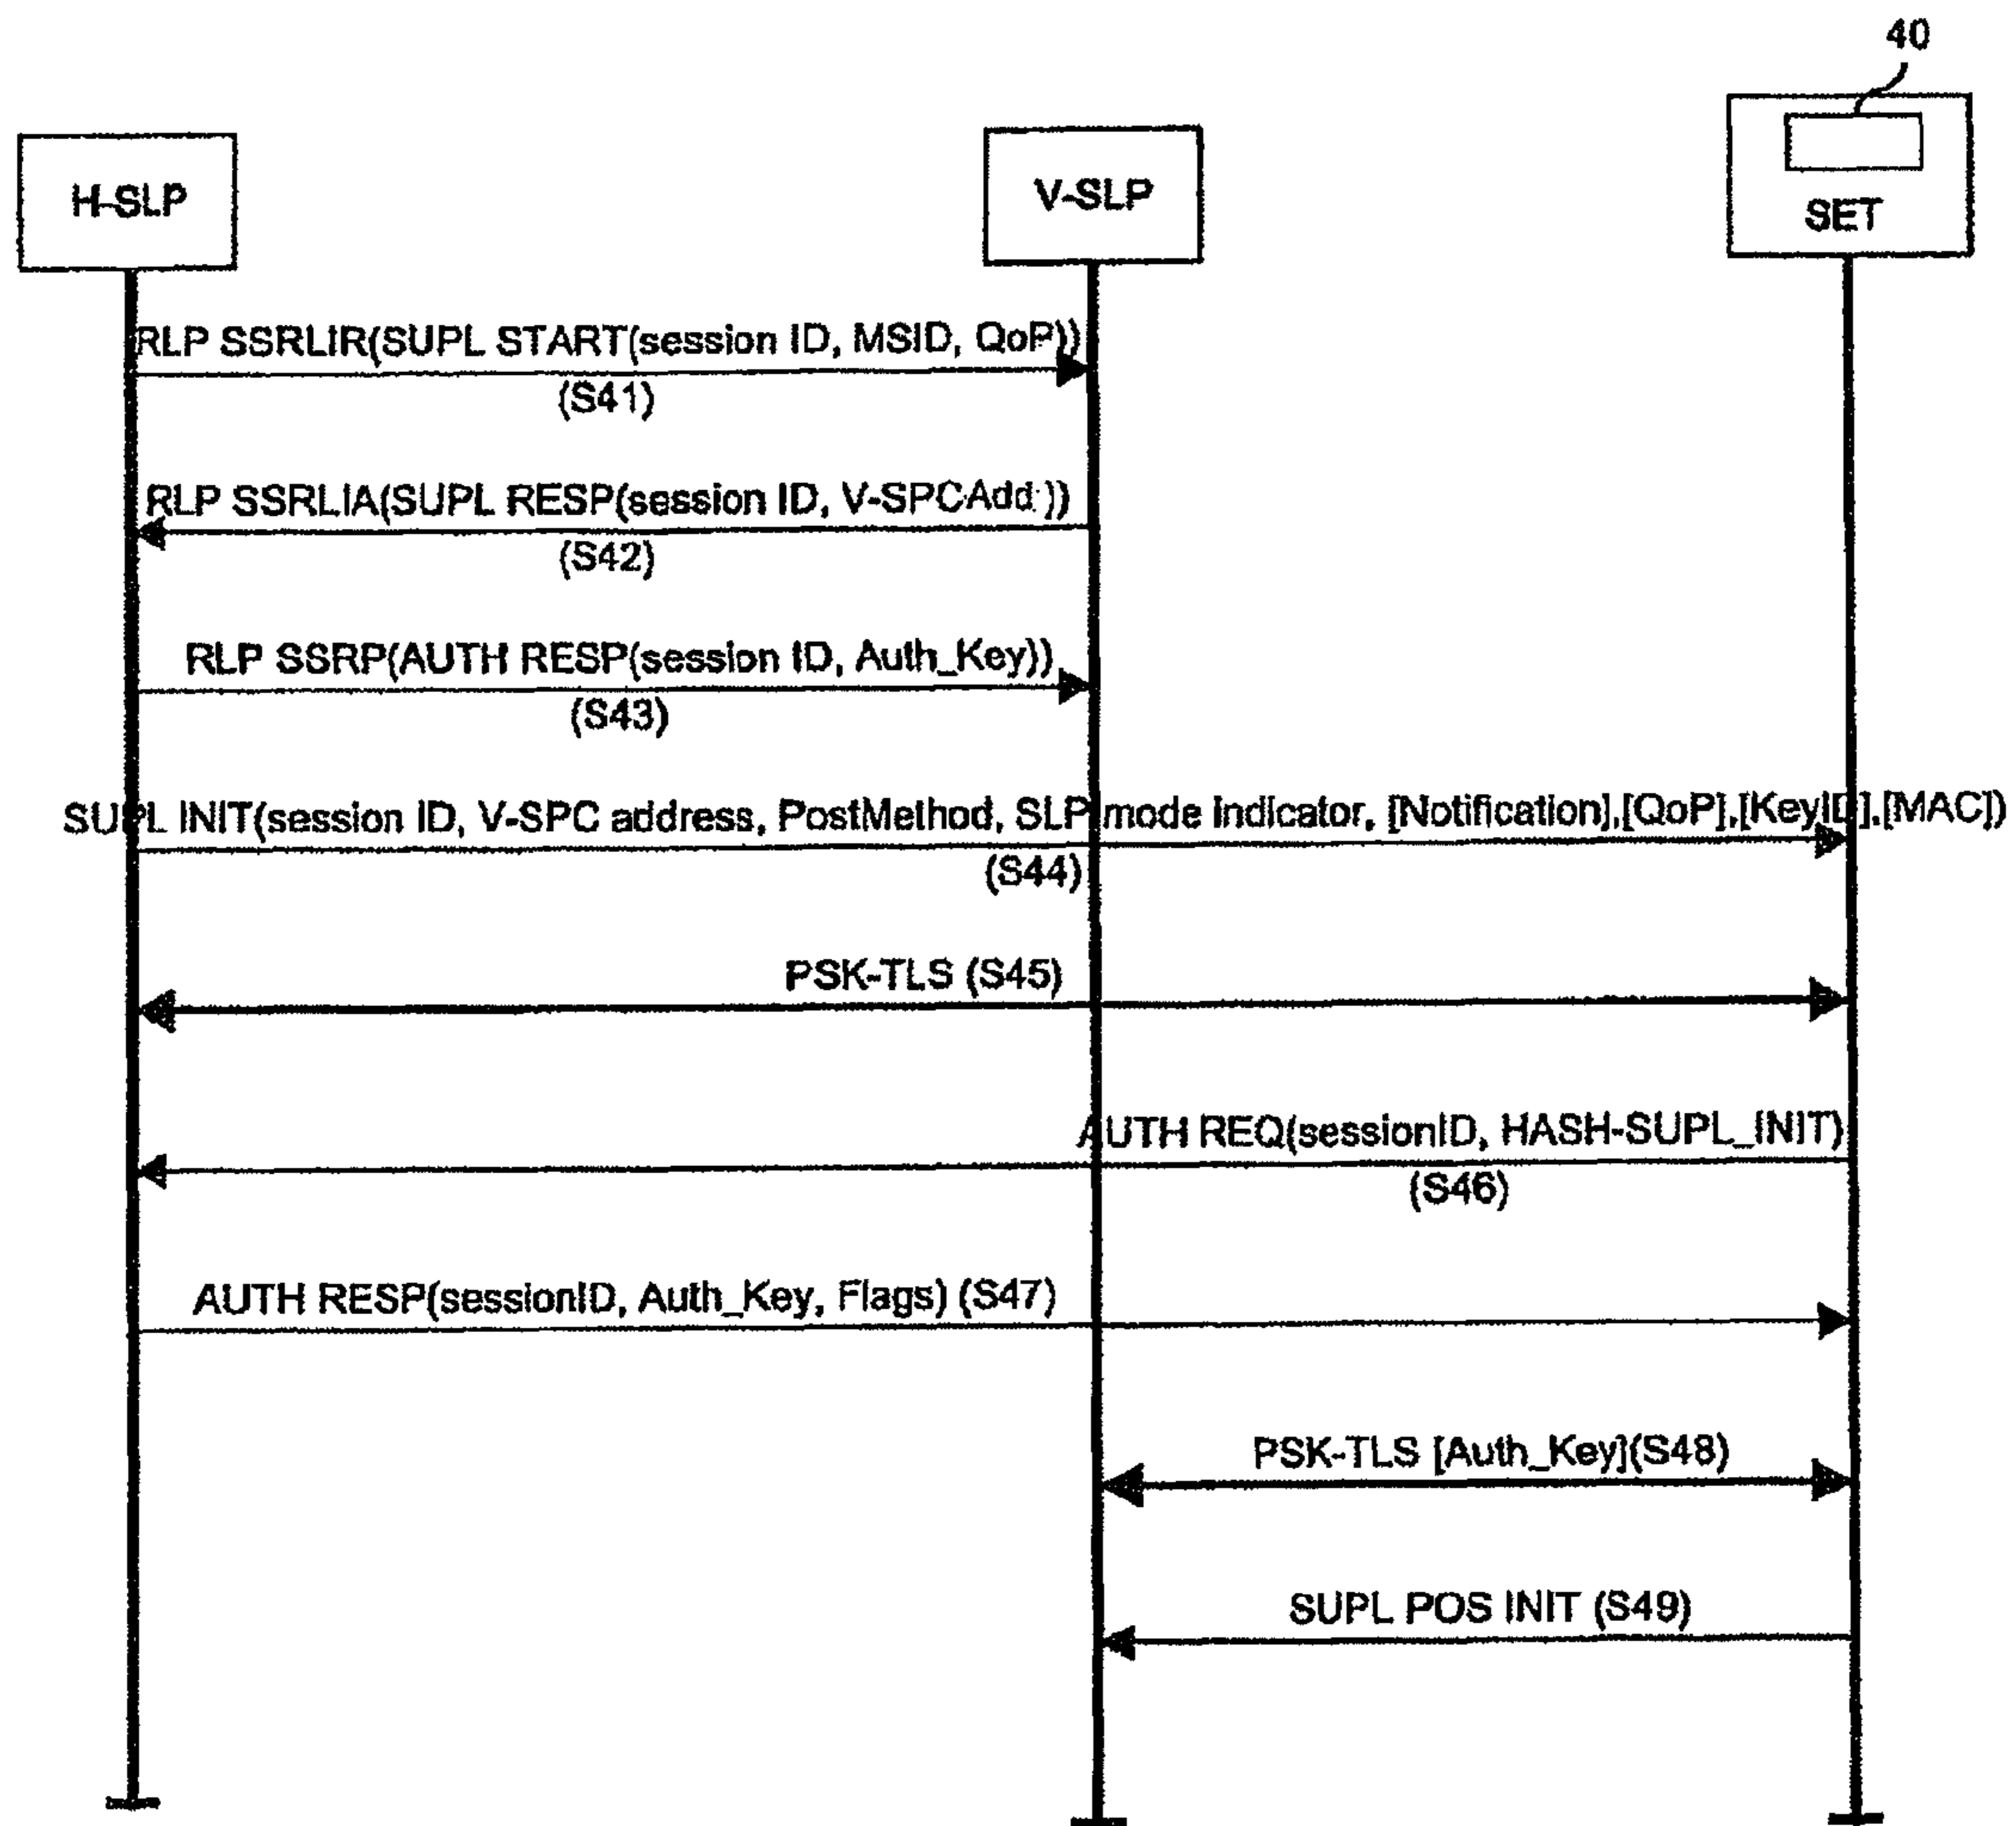 40
H-SLP
V-SLP
SET
RLP SSRLIR(SUPL START(session ID, MSID, QoP))
(S41)
RLP SSRLIA(SUPL RESP(session ID, V-SPCAdd ))
(S42)
RLP SSRP(AUTH RESP(session ID, Auth_Key))
(S43)
SUPL INIT(session ID, V-SPC address, PostMethod, SLP mode indicator, [Notification],[QoP],[KeyID],[MAC])
(S44)
PSK-TLS (S45)
AUTH REQ(sessionID, HASH-SUPL_INIT)
(S46)
AUTH RESP(sessionID, Auth_Key, Flags) (S47)
PSK-TLS [Auth_Key](S48)
SUPL POS INIT (S49)